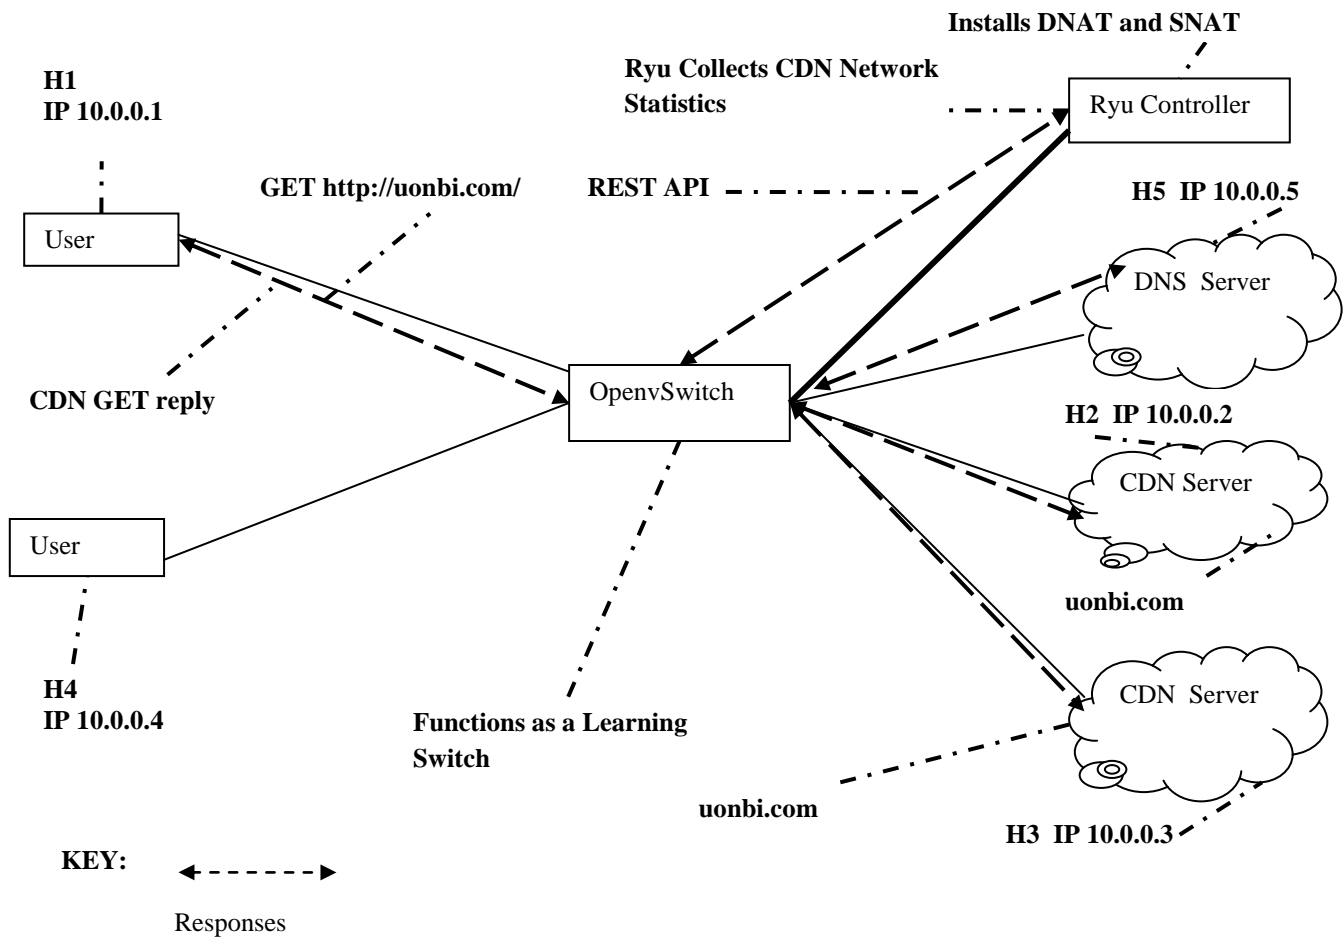 Installs DNAT and SNAT
Ryu Collects CDN Network
Statistics
Ryu Controller
H1
IP 10.0.0.1
GET http://uonbi.com/
REST API
H5  IP 10.0.0.5
User
DNS  Server
CDN GET reply
OpenvSwitch
H2  IP 10.0.0.2
CDN Server
User
uonbi.com
H4
IP 10.0.0.4
Functions as a Learning
Switch
CDN  Server
uonbi.com
H3  IP 10.0.0.3
KEY:
Responses